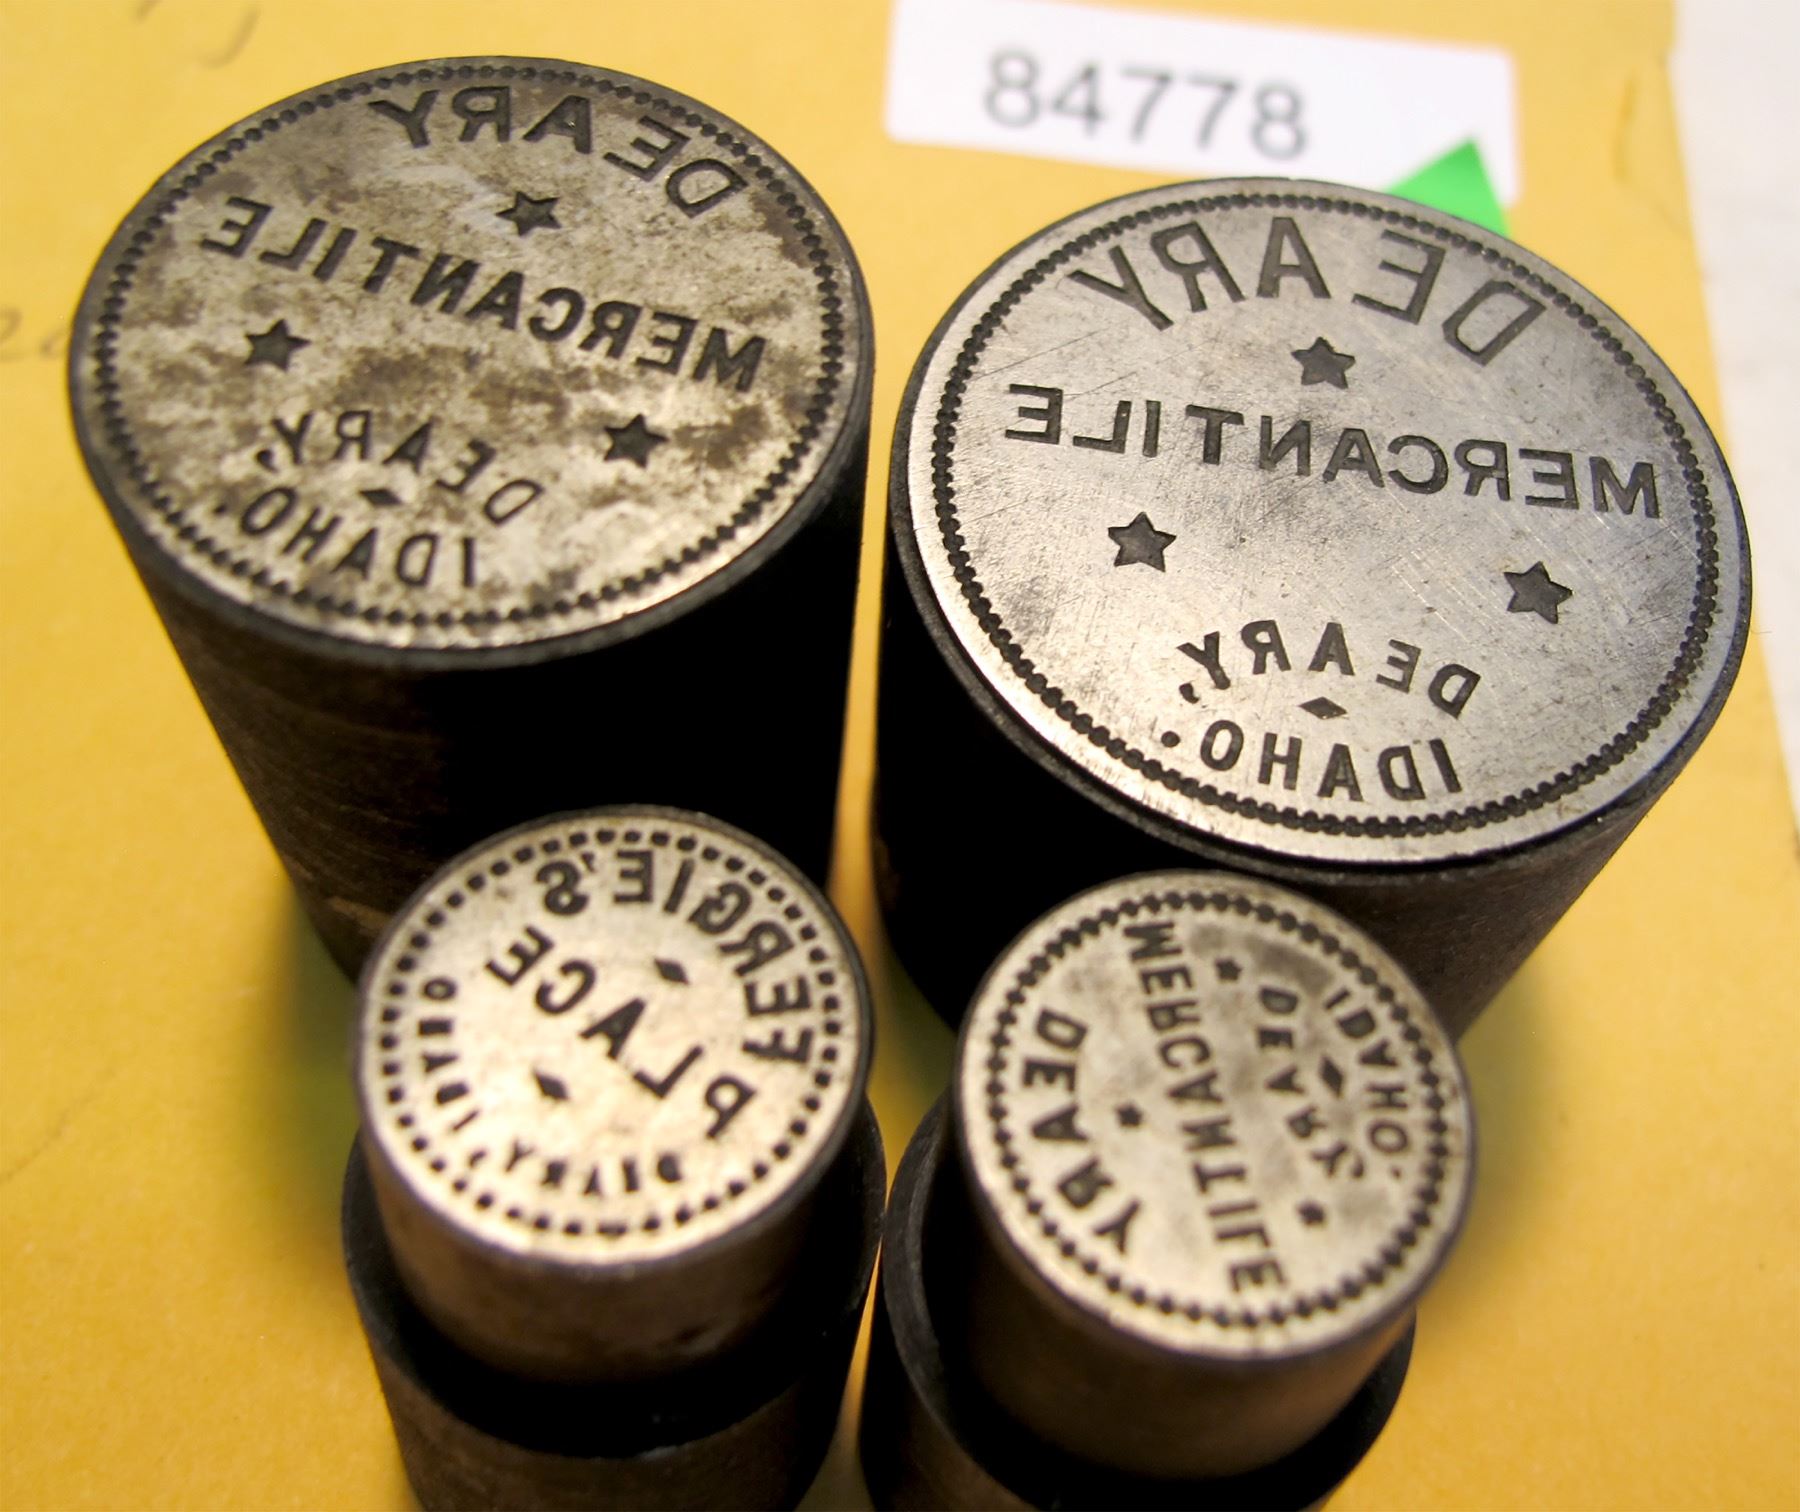 84778
DEARY
MERCANTILE
DEARY,
IDAHO.
DEARY
MERCANTILE
DEARY,
IDAHO.
FERGIE'S
PLACE
DEARY, IDAHO
DEARY
MERCANTILE
DEARY,
IDAHO.